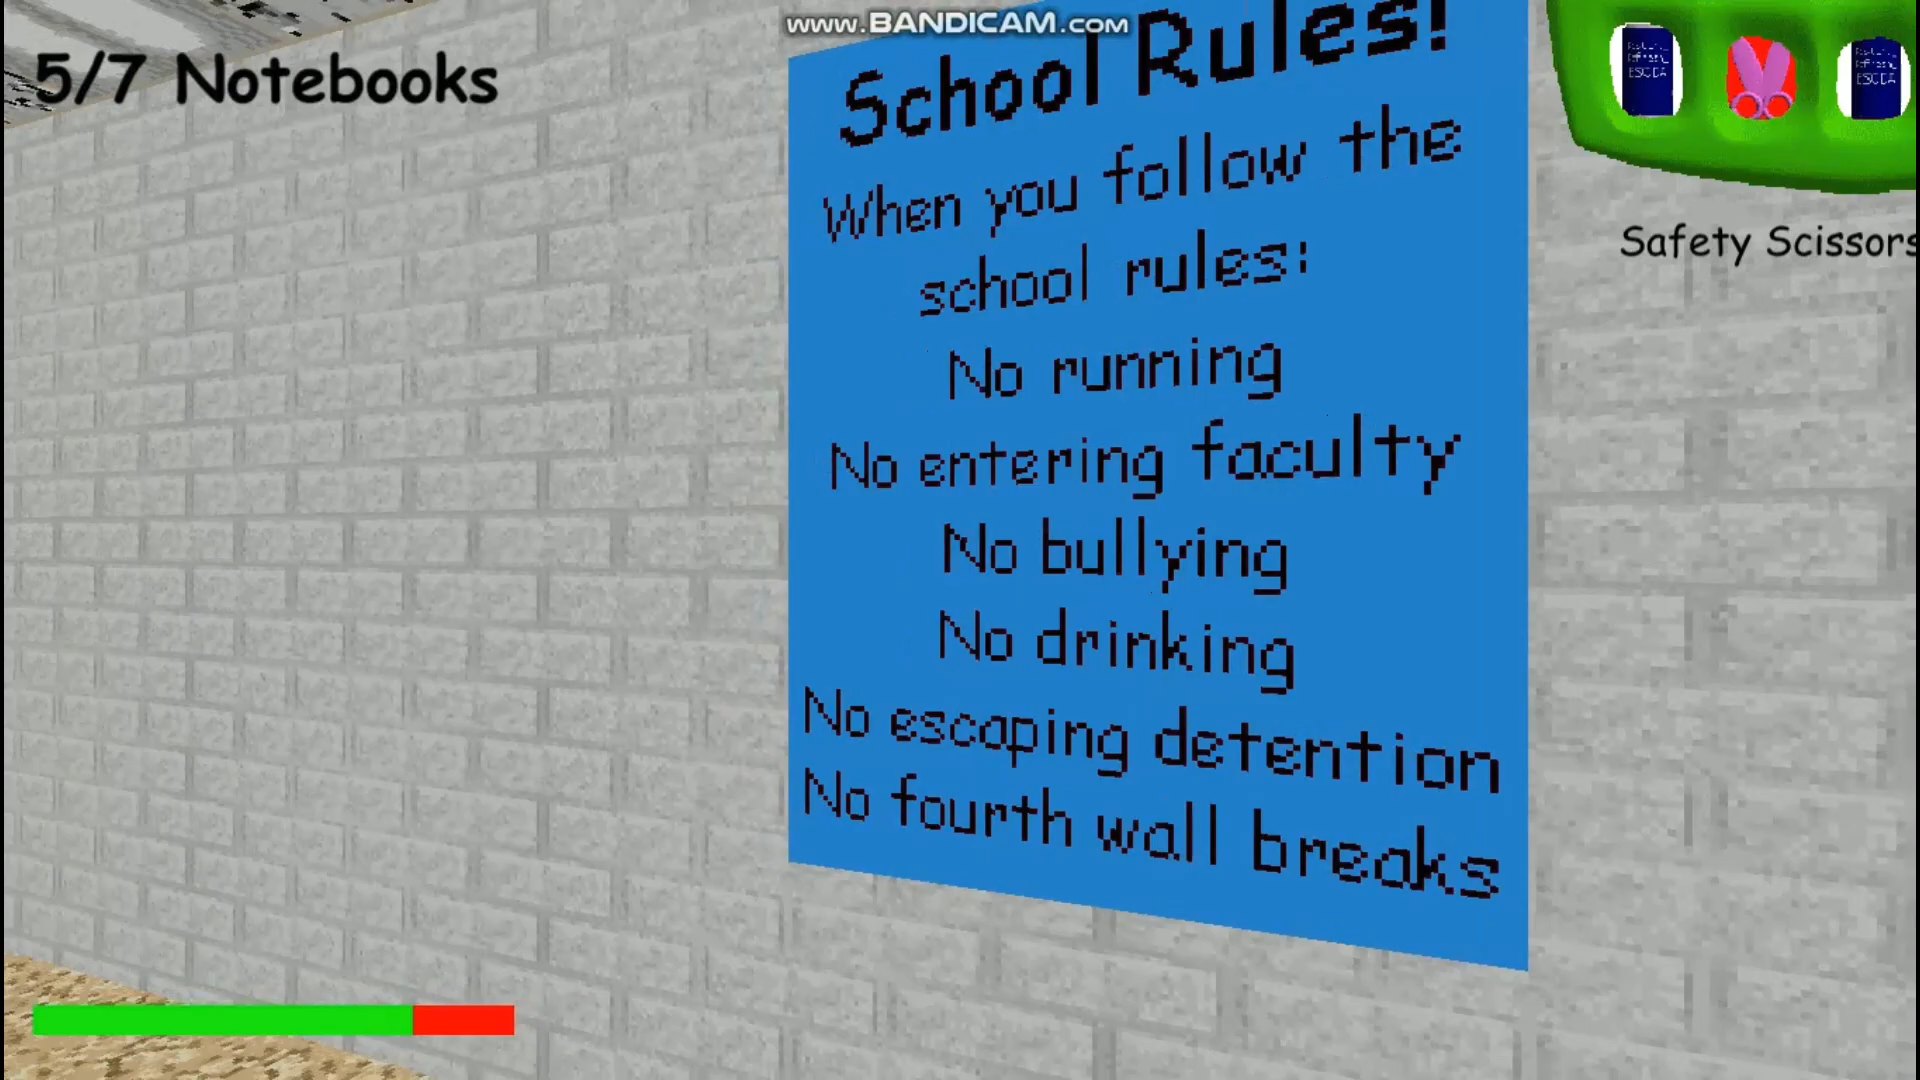 www.BANDICAM.com
5/7 Notebooks
School Rules!
When you follow the
school rules:
No running
No entering faculty
No bullying
No drinking
No escaping detention
No fourth wall breaks
Safety Scissors